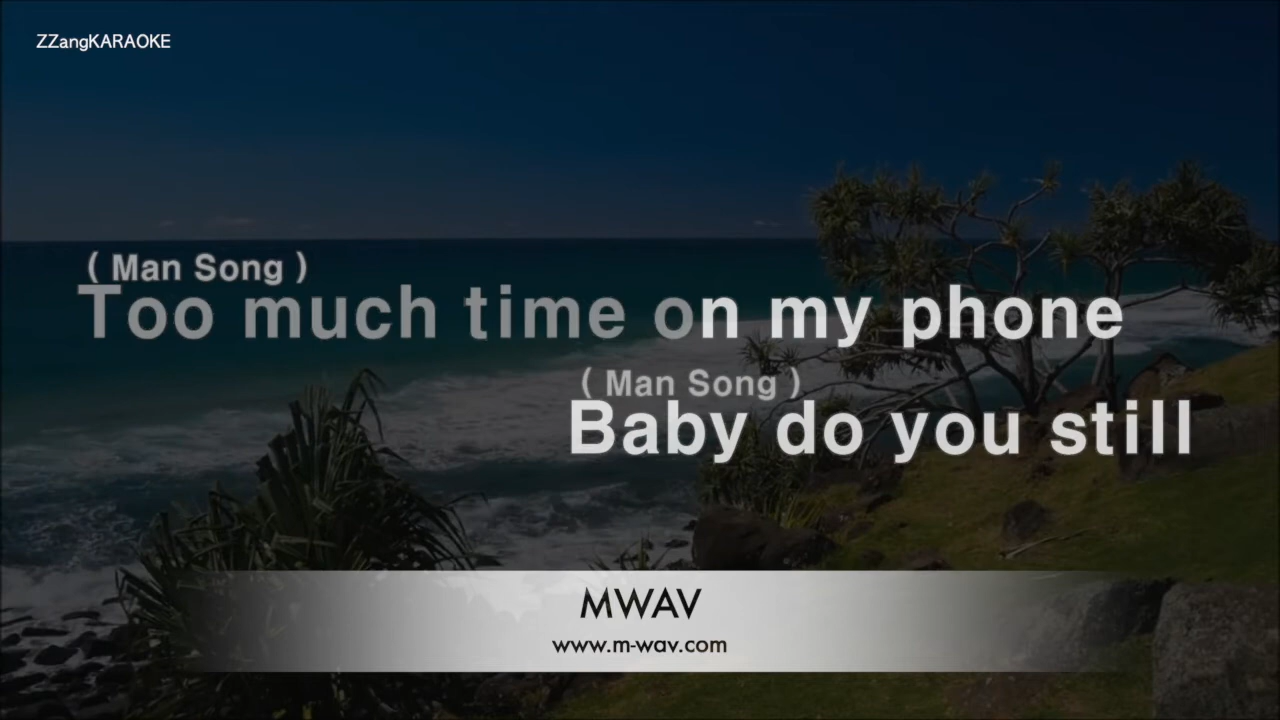 ZZangKARAOKE
( Man Song )
Too much time on my phone
( Man Song )
Baby do you still
MWAV
www.m-wav.com